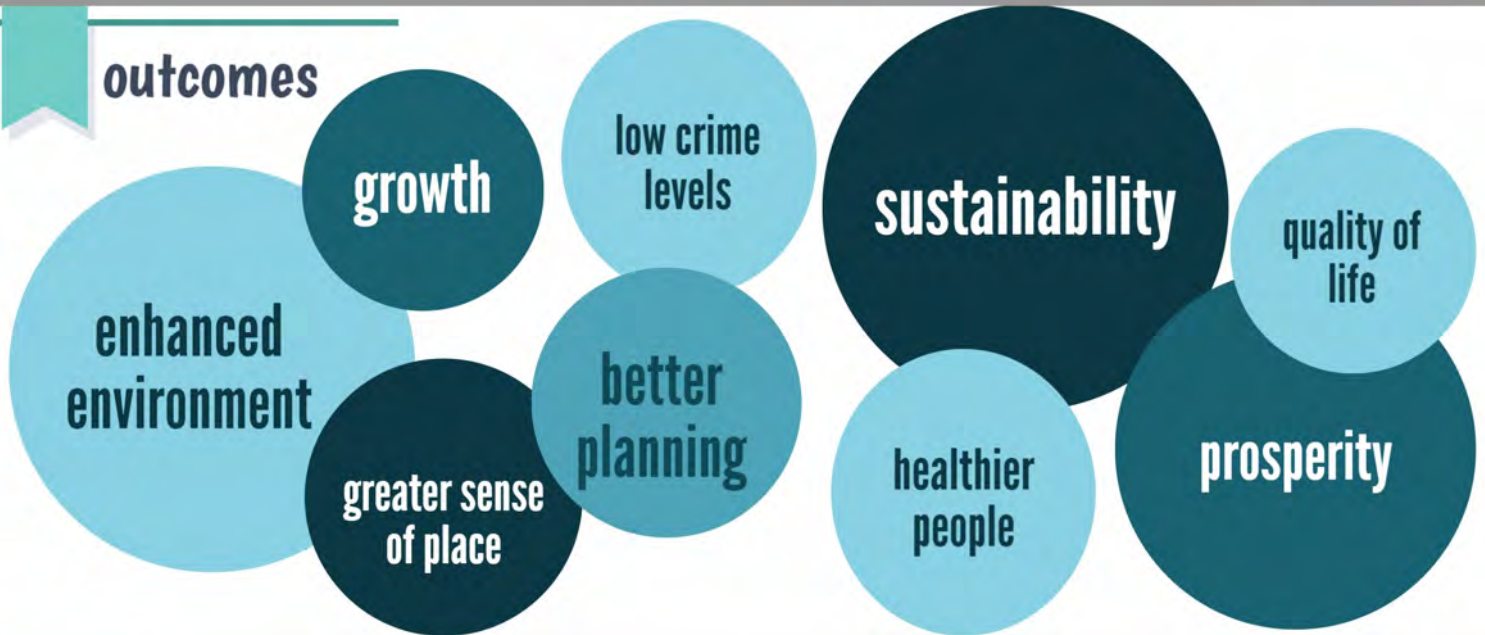 outcomes
growth
low crime
levels
sustainability
quality of
life
enhanced
environment
better
planning
greater sense
of place
healthier
people
prosperity